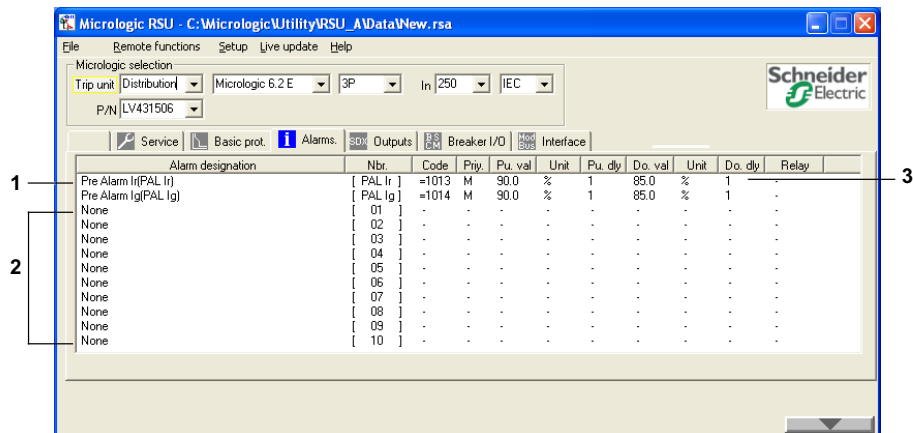 Micrologic RSU - C:\Micrologic\Utility\RSU_A\Data\New.rsa
File Remote functions Setup Live update Help
Micrologic selection
Trip unit Distribution Micrologic 6.2 E 3P In 250 IEC
P/N LV431506
Schneider
Electric
Service Basic prot. i Alarms. SDX Outputs BSCM Breaker I/O Mod Bus Interface
Alarm designation Nbr. Code Priy. Pu. val Unit Pu. dly Do. val Unit Do. dly Relay
1 Pre Alarm Ir(PAL Ir) [ PAL Ir ] =1013 M 90.0 % 1 85.0 % 1 - 3
Pre Alarm Ig(PAL Ig) [ PAL Ig ] =1014 M 90.0 % 1 85.0 % 1 -
None [ 01 ] - - - - - - - - -
None [ 02 ] - - - - - - - - -
None [ 03 ] - - - - - - - - -
None [ 04 ] - - - - - - - - -
2 None [ 05 ] - - - - - - - - -
None [ 06 ] - - - - - - - - -
None [ 07 ] - - - - - - - - -
None [ 08 ] - - - - - - - - -
None [ 09 ] - - - - - - - - -
None [ 10 ] - - - - - - - - -